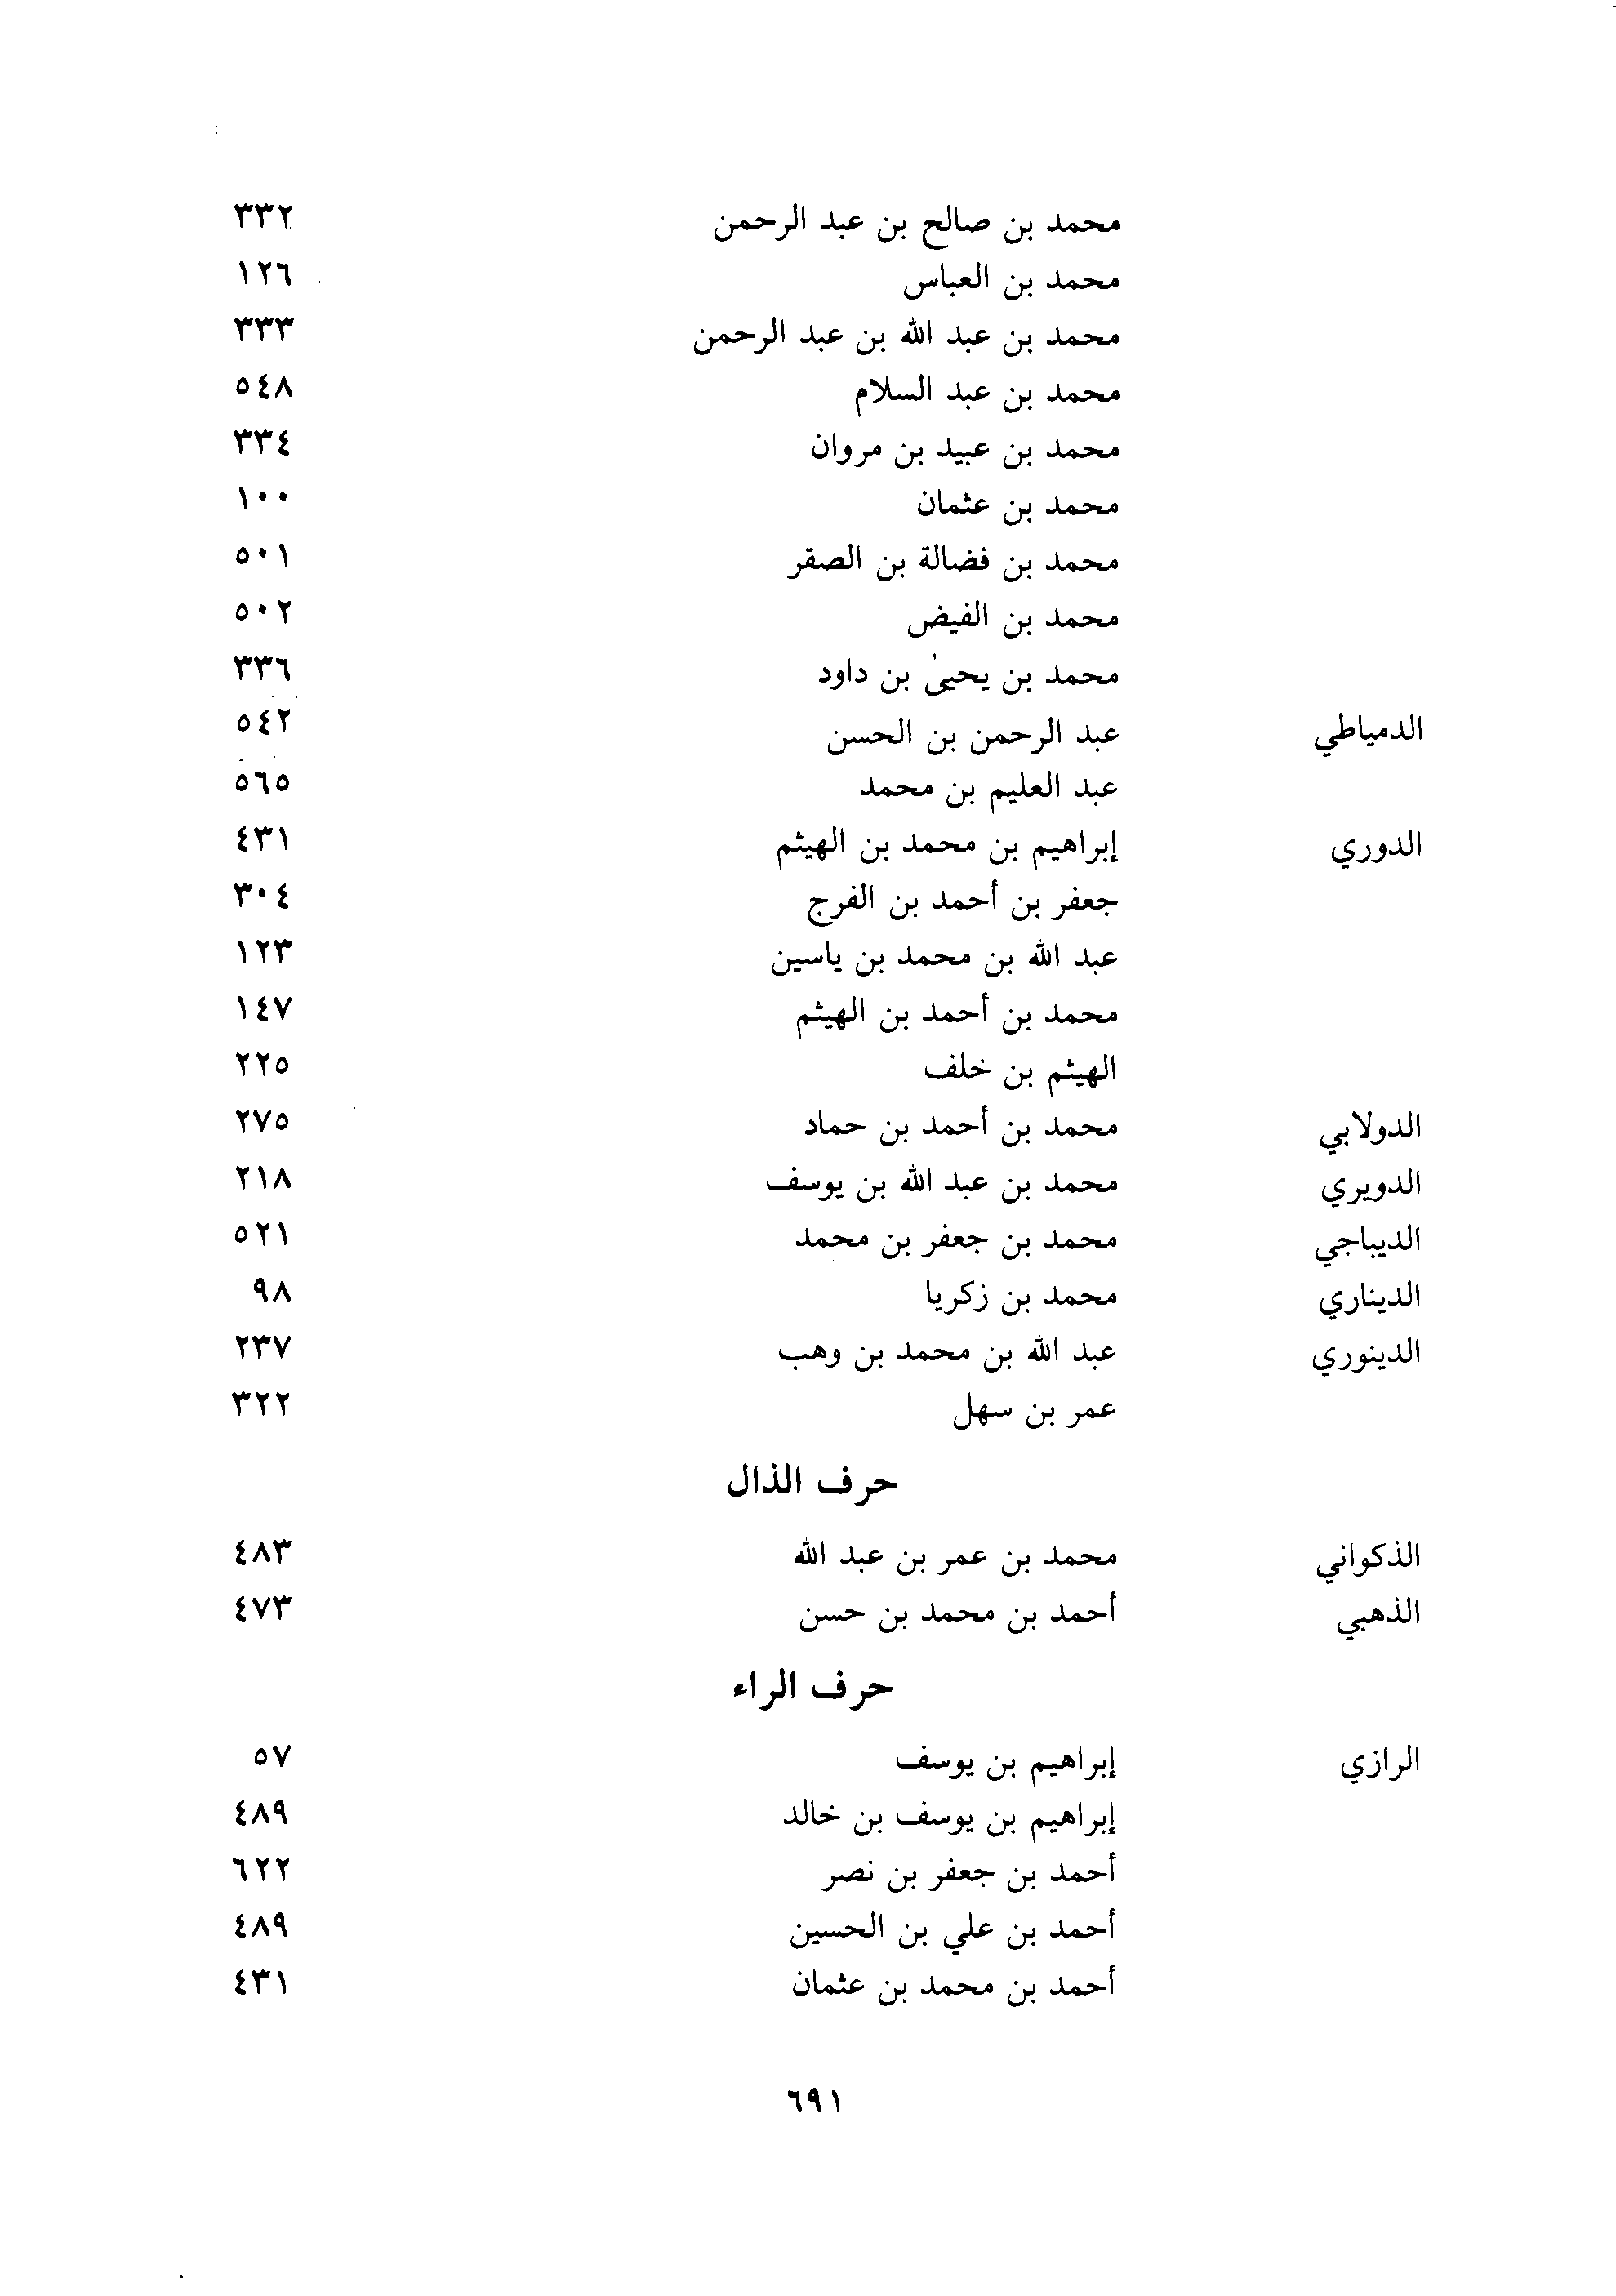 محمد بن صالح بن عبد الرحمن ٣٣٢
محمد بن العباس ١٢٦
محمد بن عبد الله بن عبد الرحمن ٣٣٣
محمد بن عبد السلام ٥٤٨
محمد بن عبيد بن مروان ٣٣٤
محمد بن عثمان ١٠٠
محمد بن فضالة بن الصقر ٥٠١
محمد بن الفيض ٥٠٢
محمد بن يحيىٰ بن داود ٣٣٦
الدمياطي عبد الرحمن بن الحسن ٥٤٢
عبد العليم بن محمد ٥٦٥
الدوري إبراهيم بن محمد بن الهيثم ٤٣١
جعفر بن أحمد بن الفرج ٣٠٤
عبد الله بن محمد بن ياسين ١٢٣
محمد بن أحمد بن الهيثم ١٤٧
الهيثم بن خلف ٢٢٥
الدولابي محمد بن أحمد بن حماد ٢٧٥
الدويري محمد بن عبد الله بن يوسف ٢١٨
الديباجي محمد بن جعفر بن محمد ٥٢١
الديناري محمد بن زكريا ٩٨
الدينوري عبد الله بن محمد بن وهب ٢٣٧
عمر بن سهل ٣٢٢
حرف الذال
الذكواني محمد بن عمر بن عبد الله ٤٨٣
الذهبي أحمد بن محمد بن حسن ٤٧٣
حرف الراء
الرازي إبراهيم بن يوسف ٥٧
إبراهيم بن يوسف بن خالد ٤٨٩
أحمد بن جعفر بن نصر ٦٢٢
أحمد بن علي بن الحسين ٤٨٩
أحمد بن محمد بن عثمان ٤٣١
٦٩١